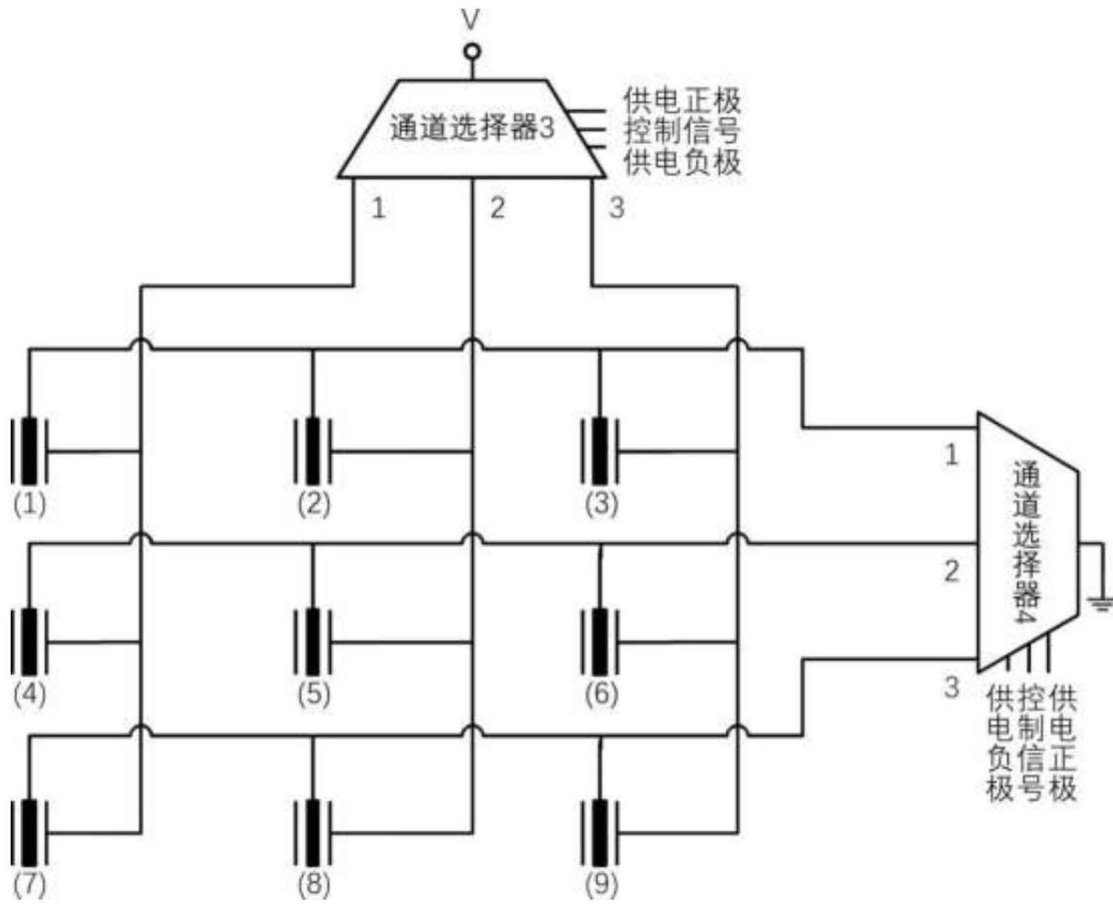 V
通道选择器3
供电正极
控制信号
供电负极
1
2
3
(1)
(2)
(3)
1
2
3
通道选择器4
(4)
(5)
(6)
供电负极
控制信号
供电正极
(7)
(8)
(9)